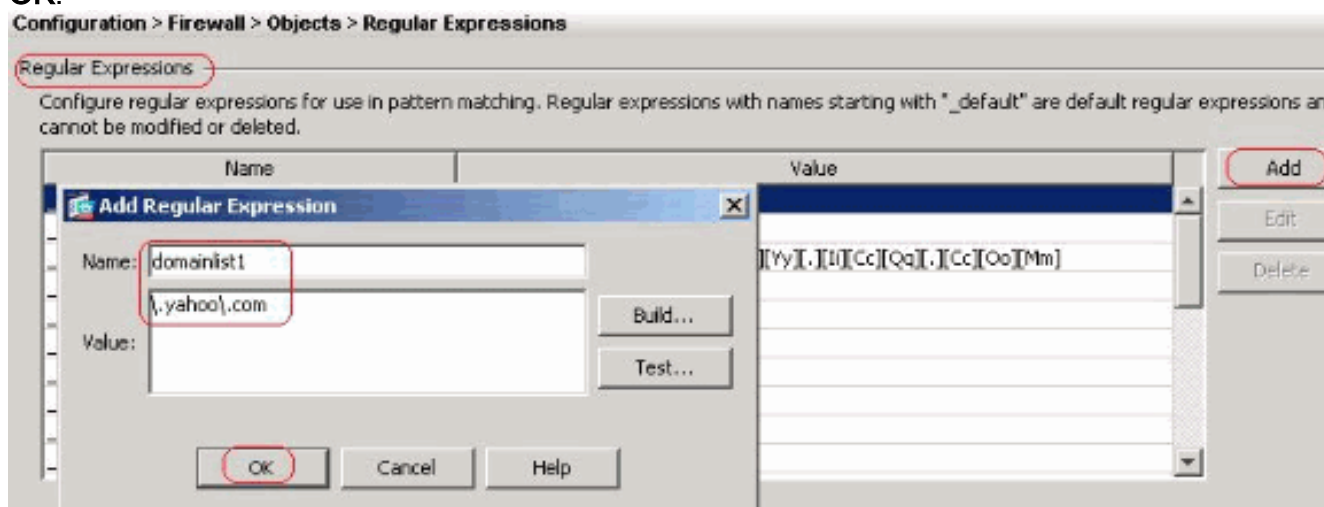 OK.
Configuration > Firewall > Objects > Regular Expressions
Regular Expressions
Configure regular expressions for use in pattern matching. Regular expressions with names starting with "_default" are default regular expressions an
cannot be modified or deleted.
Name Value
Add
Add Regular Expression
Edit
Name: domainlist1
][Yy][.][Ii][Cc][Qq][.][Cc][Oo][Mm]
Delete
\.yahoo\.com
Build...
Value:
Test...
OK Cancel Help